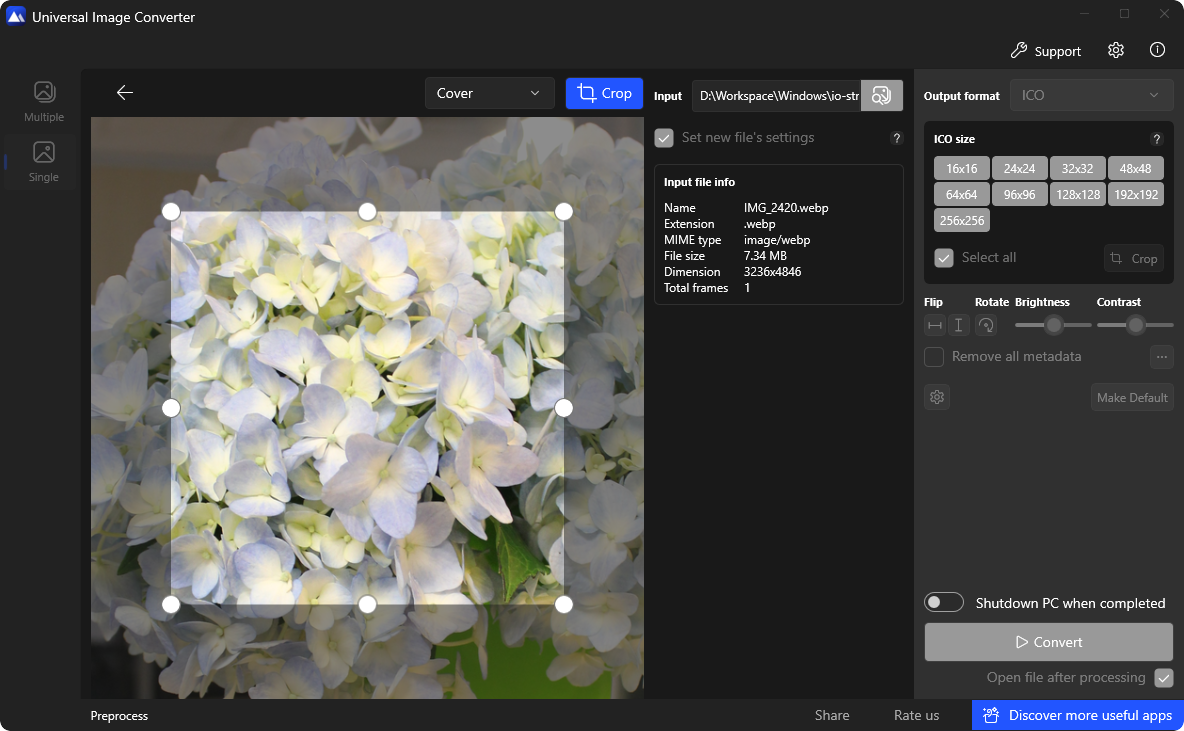 Universal Image Converter
Support
Multiple
Single
Cover
Crop
Input
D:\Workspace\Windows\io-str
Set new file's settings
?
Input file info
Name IMG_2420.webp
Extension .webp
MIME type image/webp
File size 7.34 MB
Dimension 3236x4846
Total frames 1
Output format ICO
ICO size ?
16x16 24x24 32x32 48x48
64x64 96x96 128x128 192x192
256x256
Select all Crop
Flip Rotate Brightness Contrast
Remove all metadata ...
Make Default
Shutdown PC when completed
Convert
Open file after processing
Preprocess
Share Rate us Discover more useful apps